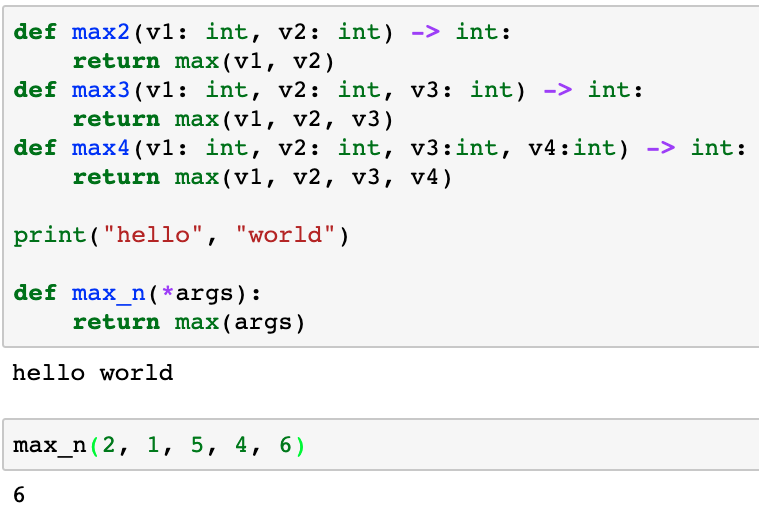 def max2(v1: int, v2: int) -> int:
    return max(v1, v2)
def max3(v1: int, v2: int, v3: int) -> int:
    return max(v1, v2, v3)
def max4(v1: int, v2: int, v3:int, v4:int) -> int:
    return max(v1, v2, v3, v4)

print("hello", "world")

def max_n(*args):
    return max(args)
hello world
max_n(2, 1, 5, 4, 6)
6